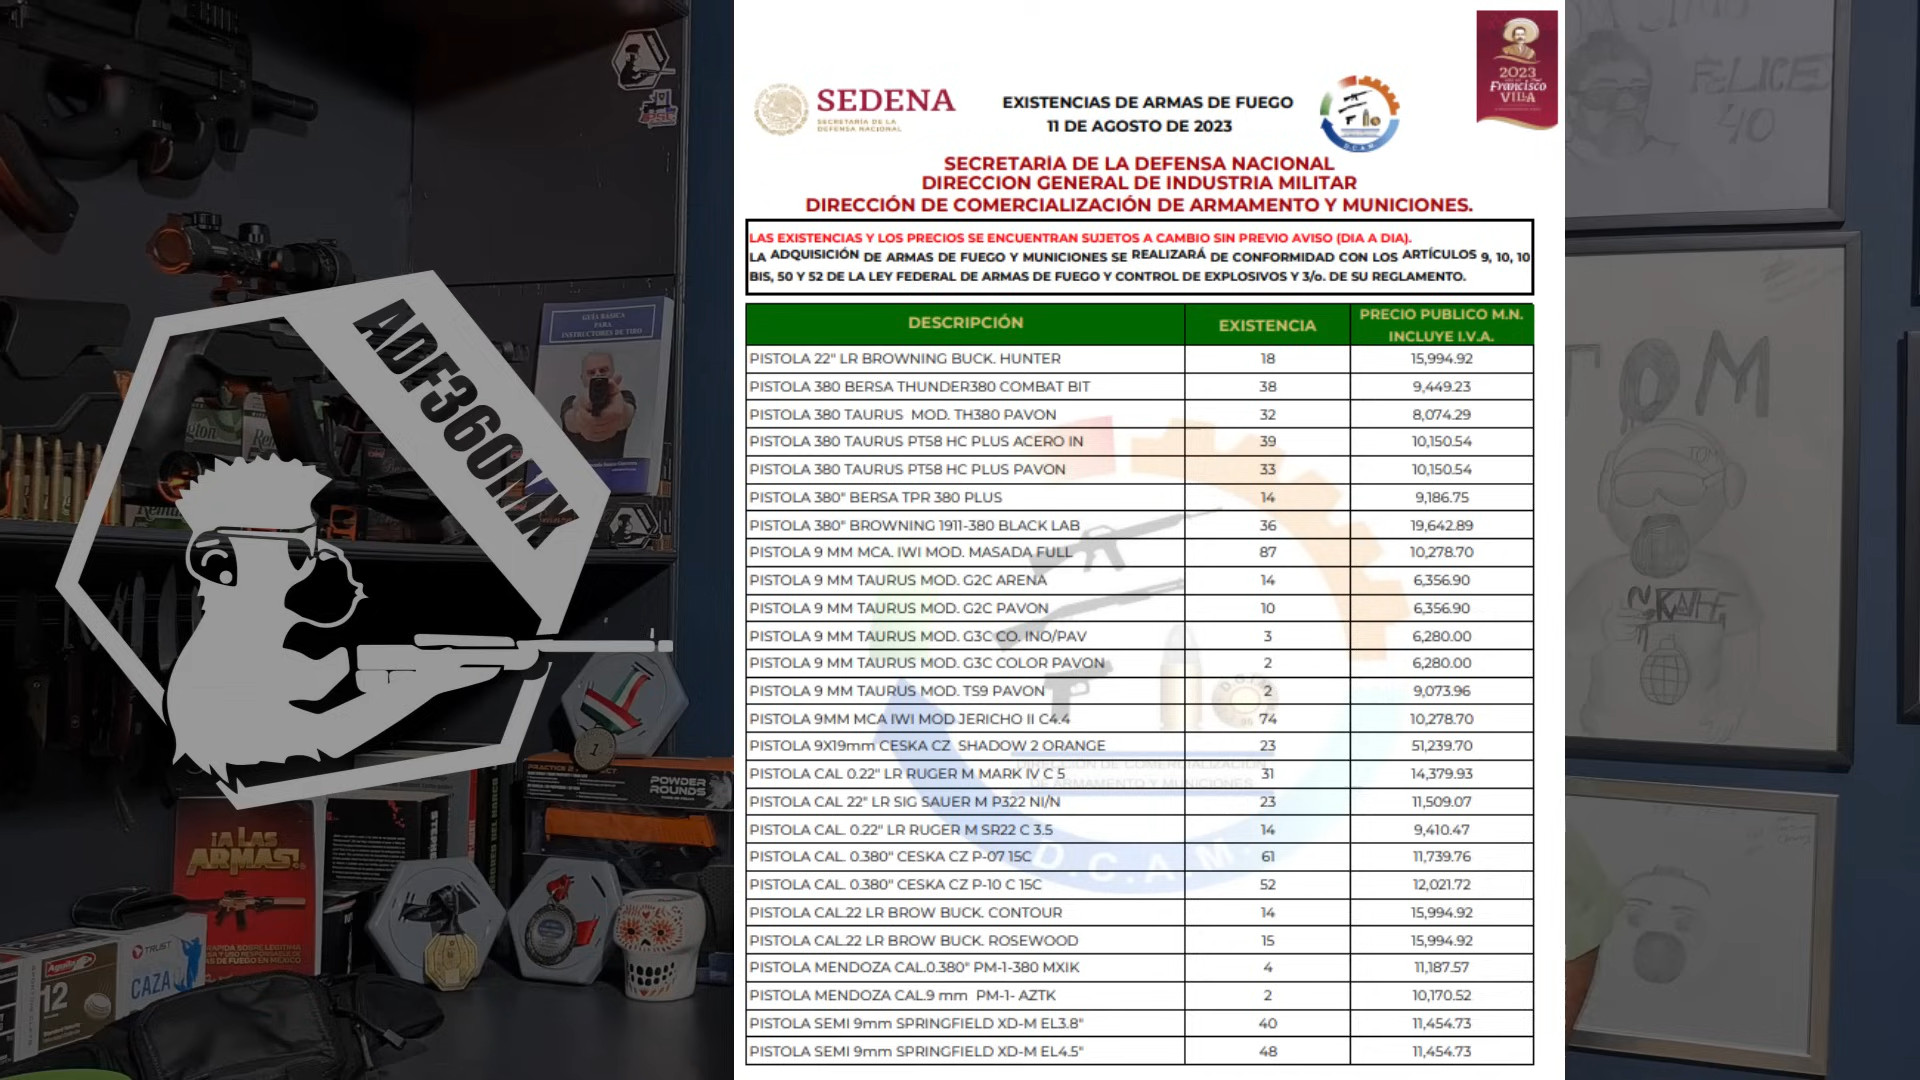 SEDENA
SECRETARÍA DE LA
DEFENSA NACIONAL
EXISTENCIAS DE ARMAS DE FUEGO
11 DE AGOSTO DE 2023
D.C.A.M.
2023
Francisco
VILLA
SECRETARIA DE LA DEFENSA NACIONAL
DIRECCION GENERAL DE INDUSTRIA MILITAR
DIRECCIÓN DE COMERCIALIZACIÓN DE ARMAMENTO Y MUNICIONES.
LAS EXISTENCIAS Y LOS PRECIOS SE ENCUENTRAN SUJETOS A CAMBIO SIN PREVIO AVISO (DIA A DIA).
LA ADQUISICIÓN DE ARMAS DE FUEGO Y MUNICIONES SE REALIZARÁ DE CONFORMIDAD CON LOS ARTÍCULOS 9, 10, 10
BIS, 50 Y 52 DE LA LEY FEDERAL DE ARMAS DE FUEGO Y CONTROL DE EXPLOSIVOS Y 3/o. DE SU REGLAMENTO.
DESCRIPCIÓN EXISTENCIA PRECIO PUBLICO M.N.
INCLUYE I.V.A.
PISTOLA 22" LR BROWNING BUCK. HUNTER 18 15,994.92
PISTOLA 380 BERSA THUNDER380 COMBAT BIT 38 9,449.23
PISTOLA 380 TAURUS MOD. TH380 PAVON 32 8,074.29
PISTOLA 380 TAURUS PT58 HC PLUS ACERO IN 39 10,150.54
PISTOLA 380 TAURUS PT58 HC PLUS PAVON 33 10,150.54
PISTOLA 380" BERSA TPR 380 PLUS 14 9,186.75
PISTOLA 380" BROWNING 1911-380 BLACK LAB 36 19,642.89
PISTOLA 9 MM MCA. IWI MOD. MASADA FULL 87 10,278.70
PISTOLA 9 MM TAURUS MOD. G2C ARENA 14 6,356.90
PISTOLA 9 MM TAURUS MOD. G2C PAVON 10 6,356.90
PISTOLA 9 MM TAURUS MOD. G3C CO. INO/PAV 3 6,280.00
PISTOLA 9 MM TAURUS MOD. G3C COLOR PAVON 2 6,280.00
PISTOLA 9 MM TAURUS MOD. TS9 PAVON 2 9,073.96
PISTOLA 9MM MCA IWI MOD JERICHO II C4.4 74 10,278.70
PISTOLA 9X19mm CESKA CZ SHADOW 2 ORANGE 23 51,239.70
PISTOLA CAL 0.22" LR RUGER M MARK IV C 5 31 14,379.93
PISTOLA CAL 22" LR SIG SAUER M P322 NI/N 23 11,509.07
PISTOLA CAL. 0.22" LR RUGER M SR22 C 3.5 14 9,410.47
PISTOLA CAL. 0.380" CESKA CZ P-07 15C 61 11,739.76
PISTOLA CAL. 0.380" CESKA CZ P-10 C 15C 52 12,021.72
PISTOLA CAL.22 LR BROW BUCK. CONTOUR 14 15,994.92
PISTOLA CAL.22 LR BROW BUCK. ROSEWOOD 15 15,994.92
PISTOLA MENDOZA CAL.0.380" PM-1-380 MXIK 4 11,187.57
PISTOLA MENDOZA CAL.9 mm PM-1- AZTK 2 10,170.52
PISTOLA SEMI 9mm SPRINGFIELD XD-M EL3.8" 40 11,454.73
PISTOLA SEMI 9mm SPRINGFIELD XD-M EL4.5" 48 11,454.73
DIRECCIÓN DE COMERCIALIZACIÓN
DE ARMAMENTO Y MUNICIONES
D.C.A.M.
ADF360MX
GUÍA BÁSICA
PARA
INSTRUCTORES DE TIRO
POWDER
ROUNDS
¡A LAS
ARMAS!
TRUST
CAZA
Aguila
12
FELICES
40
TOM